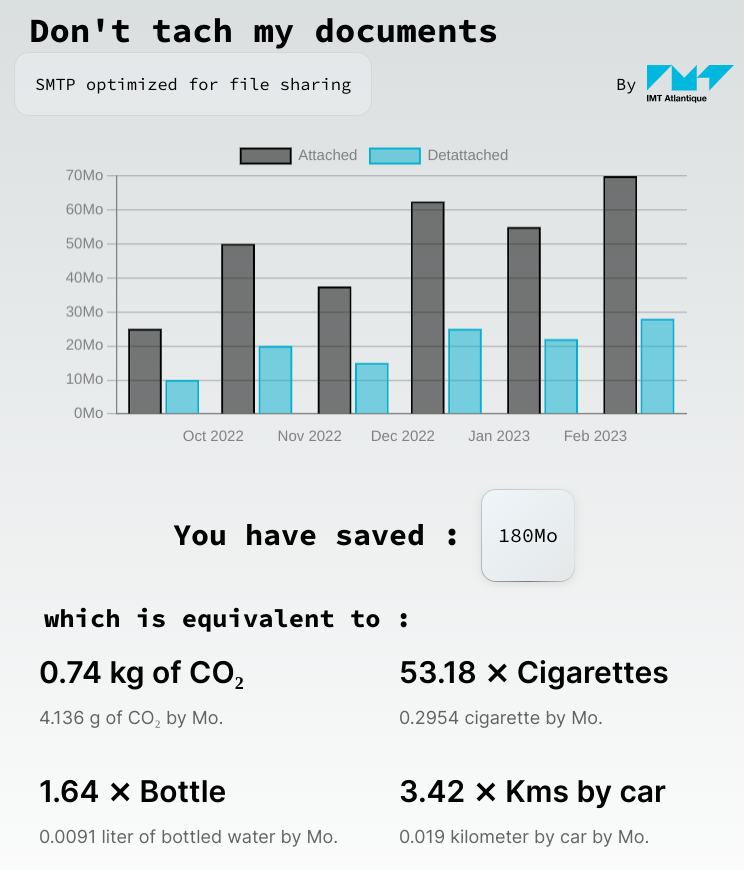 Don't tach my documents
SMTP optimized for file sharing
By
IMT Atlantique
Attached
Detattached
70Mo
60Mo
50Mo
40Mo
30Mo
20Mo
10Mo
0Mo
Oct 2022
Nov 2022
Dec 2022
Jan 2023
Feb 2023
You have saved :
180Mo
which is equivalent to :
0.74 kg of CO₂
4.136 g of CO₂ by Mo.
53.18 × Cigarettes
0.2954 cigarette by Mo.
1.64 × Bottle
0.0091 liter of bottled water by Mo.
3.42 × Kms by car
0.019 kilometer by car by Mo.